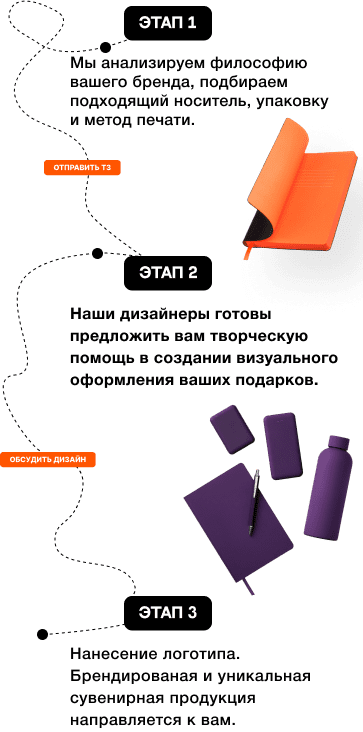 ЭТАП 1
Мы анализируем философию
вашего бренда, подбираем
подходящий носитель, упаковку
и метод печати.
ОТПРАВИТЬ ТЗ
ЭТАП 2
Наши дизайнеры готовы
предложить вам творческую
помощь в создании визуального
оформления ваших подарков.
ОБСУДИТЬ ДИЗАЙН
ЭТАП 3
Нанесение логотипа.
Брендированая и уникальная
сувенирная продукция
направляется к вам.